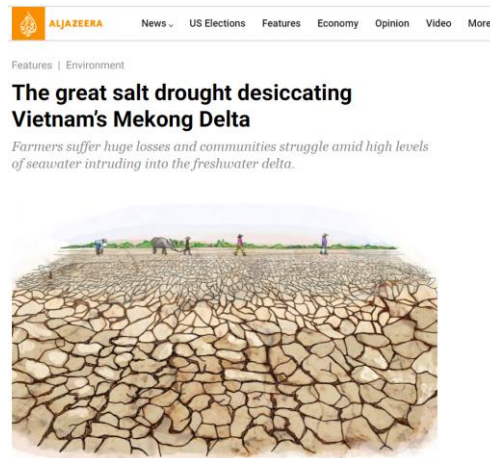 ALJAZEERA
News
US Elections
Features
Economy
Opinion
Video
More
Features | Environment
The great salt drought desiccating
Vietnam's Mekong Delta
Farmers suffer huge losses and communities struggle amid high levels
of seawater intruding into the freshwater delta.